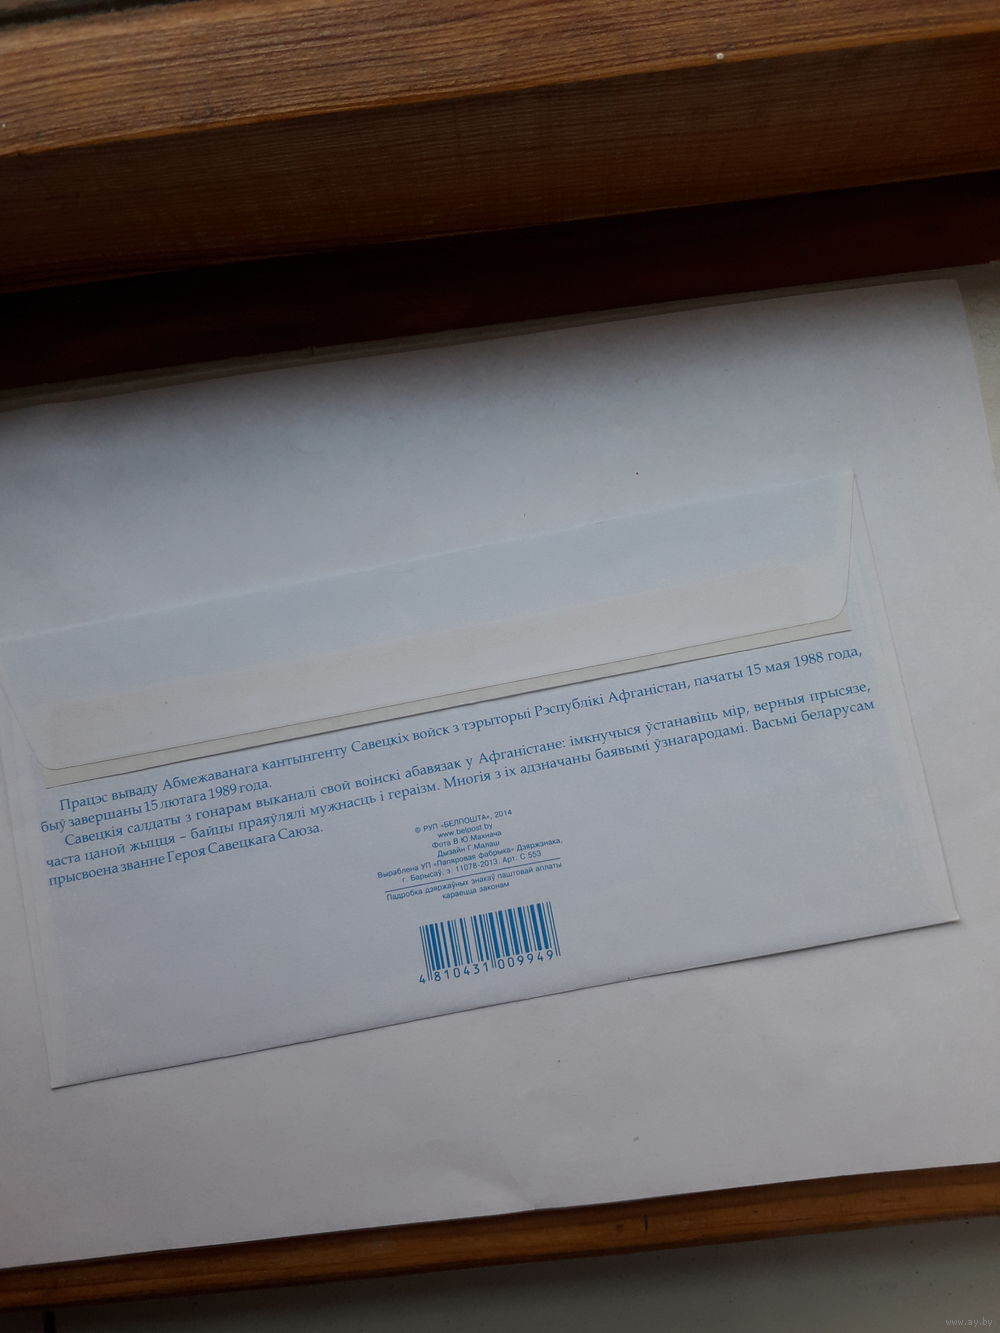 Працэс вываду Абмежаванага кантынгенту Савецкіх войск з тэрыторыі Рэспублікі Афганістан, пачаты 15 мая 1988 года,
быў завершаны 15 лютага 1989 года.
Савецкія салдаты з гонарам выканалі свой воінскі абавязак у Афганістане: імкнучыся ўстанавіць мір, верныя прысязе,
часта цаной жыцця – байцы праяўлялі мужнасць і гераізм. Многія з іх адзначаны баявымі ўзнагародамі. Васьмі беларусам
прысвоена званне Героя Савецкага Саюза.
© РУП «БЕЛПОШТА», 2014
www.belpost.by
Фота В.Ю.Махнача
Дызайн Г.Малаш
Выраблена УП «Папяровая фабрыка» Дзяржзнака,
г. Барысаў, з. 11078-2013. Арт. С 553
Падробка дзяржаўных знакаў паштовай аплаты
караецца законам
4 810431 009949
www.ay.by